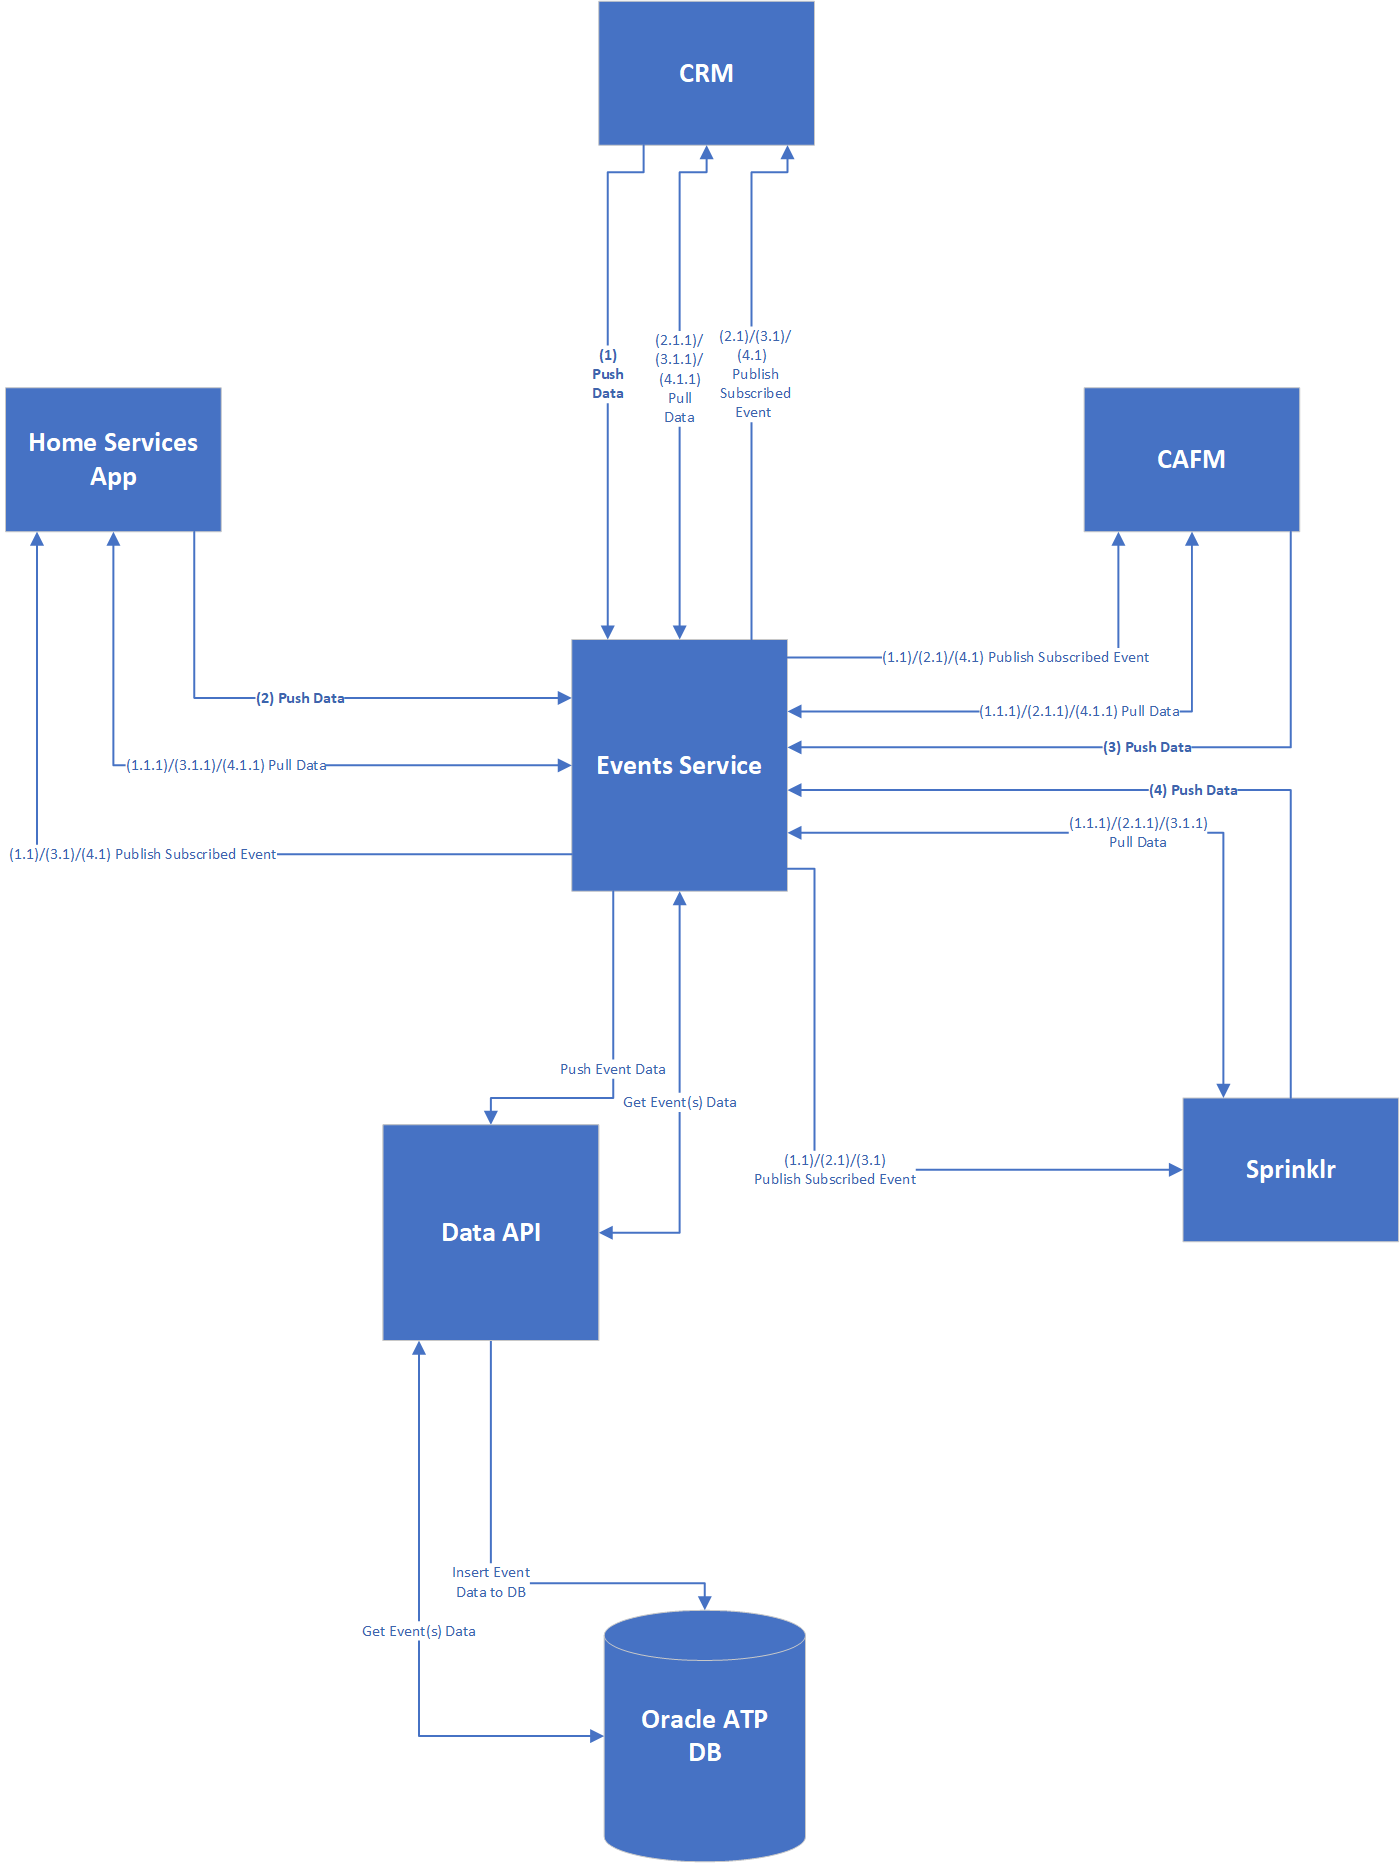 CRM
(1)
Push
Data
(2.1.1)/
(3.1.1)/
(4.1.1)
Pull
Data
(2.1)/(3.1)/
(4.1)
Publish
Subscribed
Event
Home Services
App
CAFM
(1.1)/(2.1)/(4.1) Publish Subscribed Event
(2) Push Data
(1.1.1)/(2.1.1)/(4.1.1) Pull Data
(3) Push Data
Events Service
(1.1.1)/(3.1.1)/(4.1.1) Pull Data
(4) Push Data
(1.1.1)/(2.1.1)/(3.1.1)
Pull Data
(1.1)/(3.1)/(4.1) Publish Subscribed Event
Push Event Data
Get Event(s) Data
(1.1)/(2.1)/(3.1)
Publish Subscribed Event
Sprinklr
Data API
Insert Event
Data to DB
Get Event(s) Data
Oracle ATP
DB